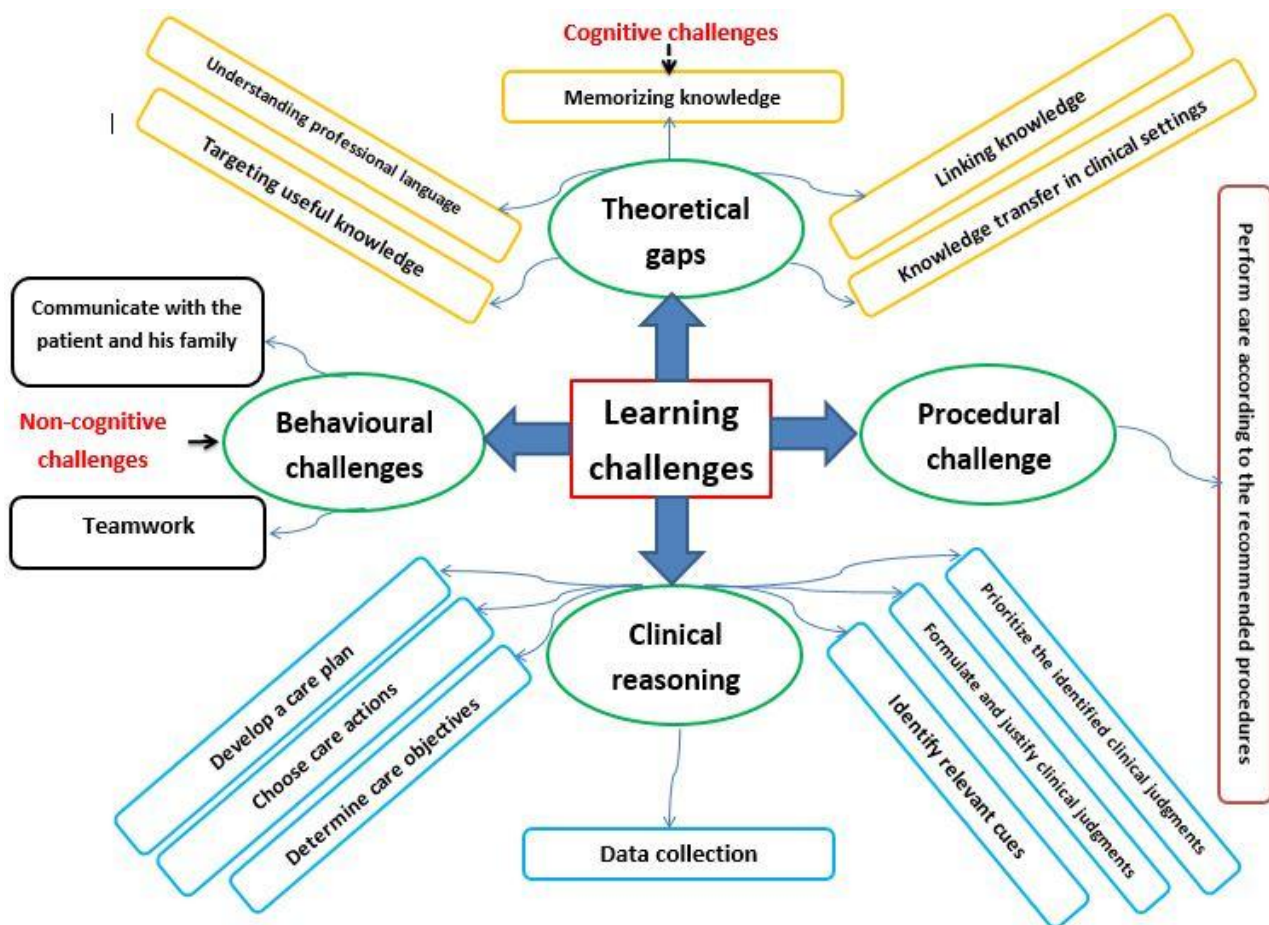 Cognitive challenges
Memorizing knowledge
Understanding professional language
Targeting useful knowledge
Linking knowledge
Knowledge transfer in clinical settings
Theoretical
gaps
Communicate with the
patient and his family
Non-cognitive
challenges
Behavioural
challenges
Teamwork
Learning
challenges
Procedural
challenge
Perform care according to the recommended procedures
Clinical
reasoning
Develop a care plan
Choose care actions
Determine care objectives
Data collection
Identify relevant cues
Formulate and justify clinical judgments
Prioritize the identified clinical judgments